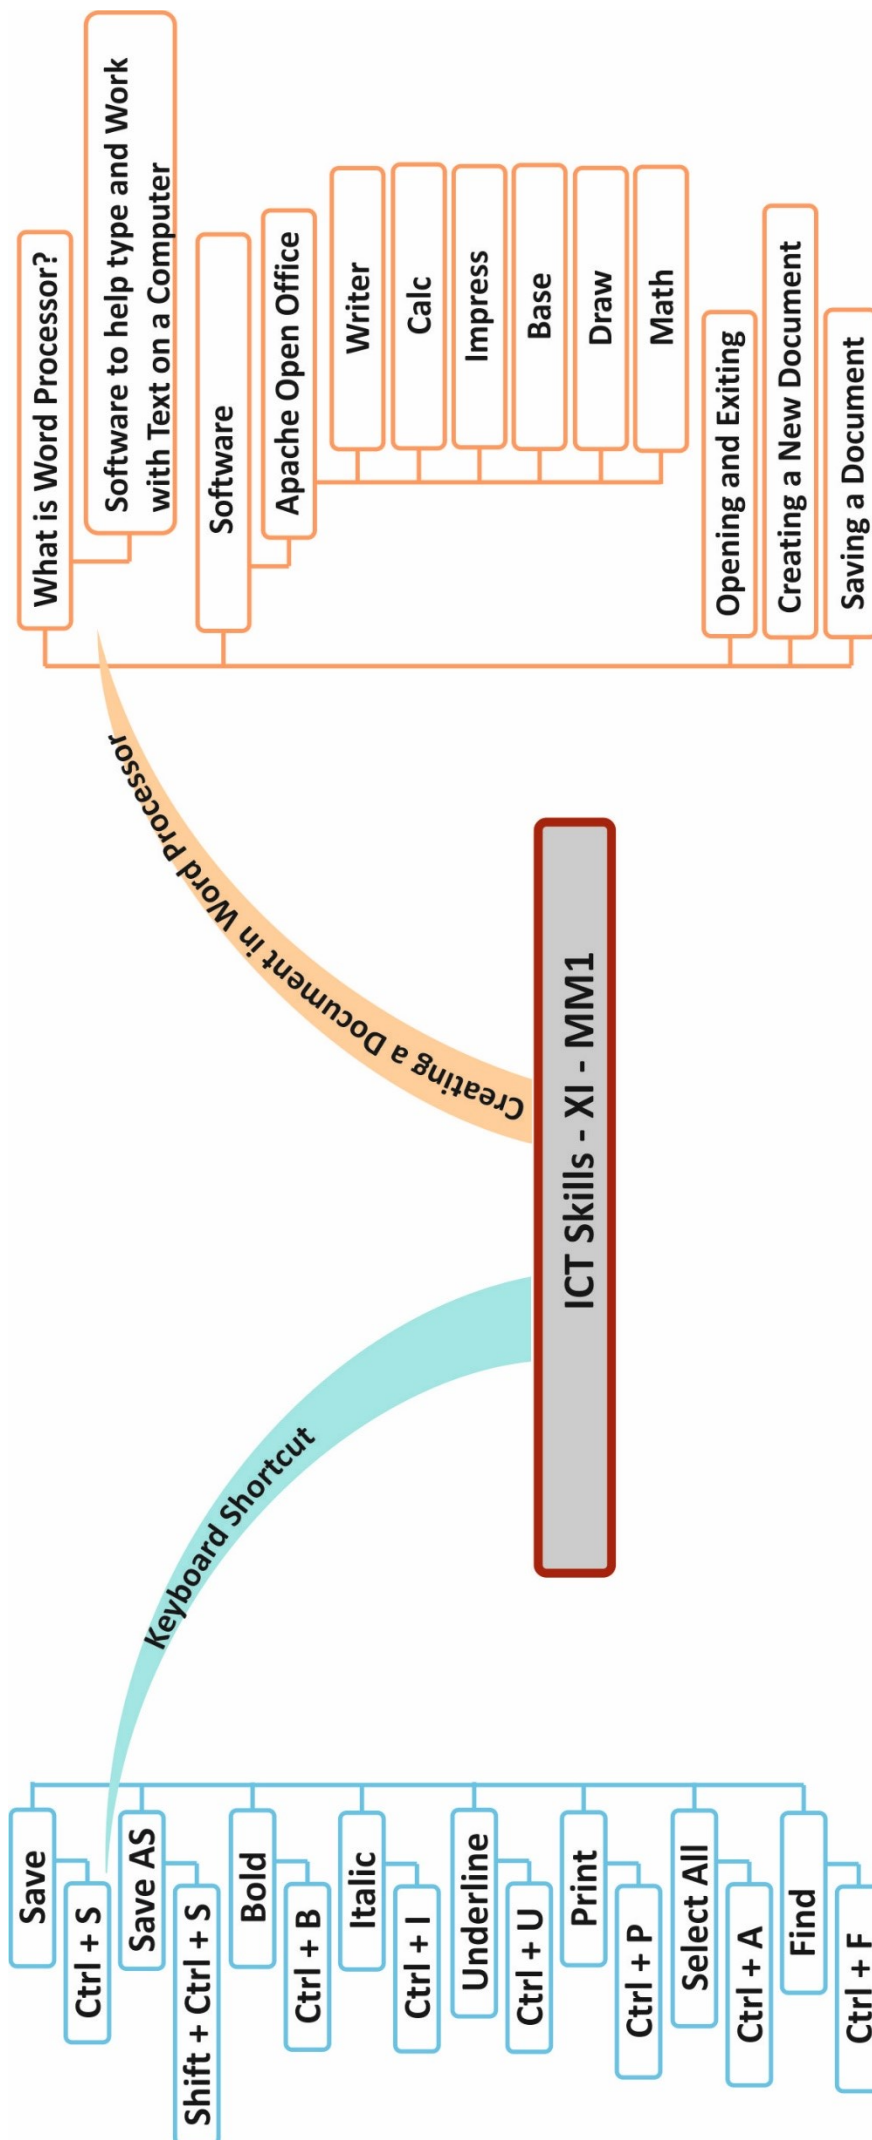 What is Word Processor?
Software to help type and Work
with Text on a Computer
Software
Apache Open Office
Writer
Calc
Impress
Base
Draw
Math
Opening and Exiting
Creating a New Document
Saving a Document
Creating a Document in Word Processor
ICT Skills - XI - MM1
Keyboard Shortcut
Save
Ctrl + S
Save AS
Shift + Ctrl + S
Bold
Ctrl + B
Italic
Ctrl + I
Underline
Ctrl + U
Print
Ctrl + P
Select All
Ctrl + A
Find
Ctrl + F